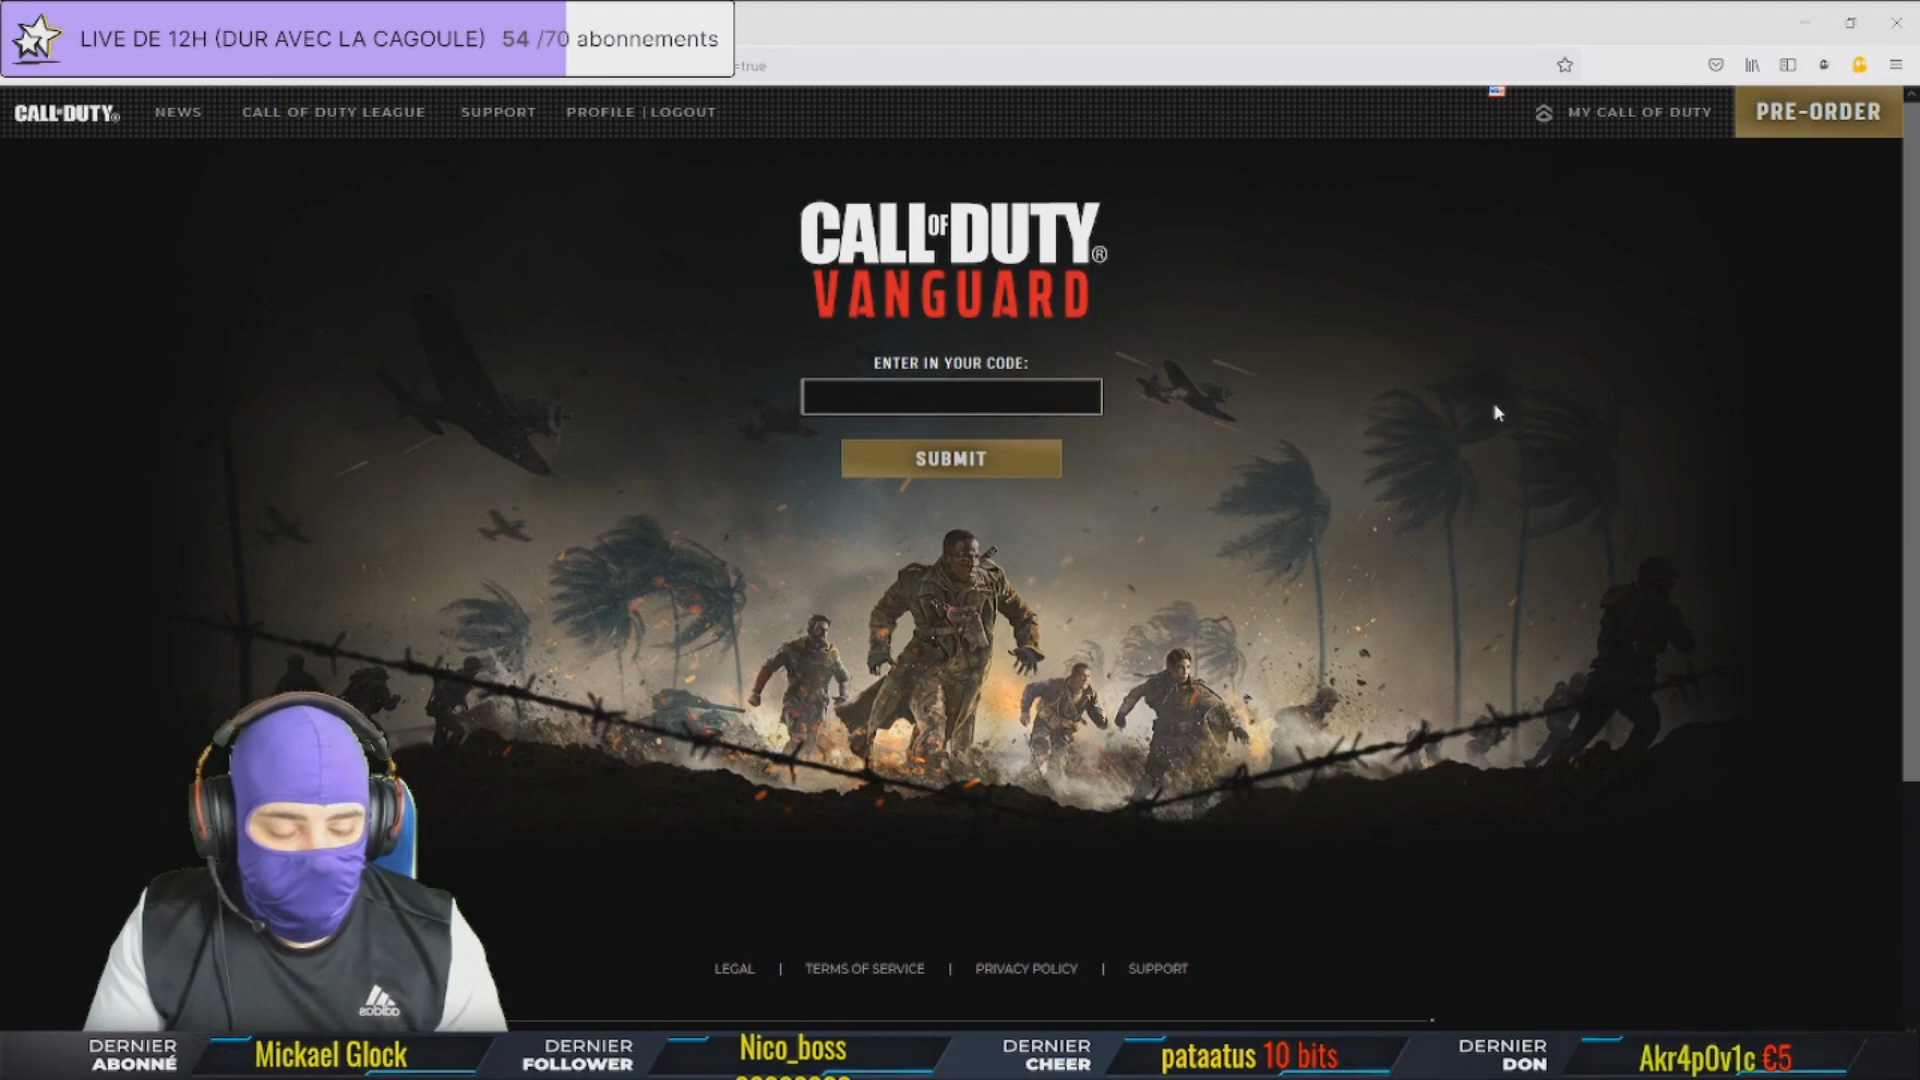 LIVE DE 12H (DUR AVEC LA CAGOULE) 54 /70 abonnements
=true
CALL OF DUTY® NEWS CALL OF DUTY LEAGUE SUPPORT PROFILE | LOGOUT MY CALL OF DUTY PRE-ORDER
CALL OF DUTY®
VANGUARD
ENTER IN YOUR CODE:
SUBMIT
adidas
LEGAL | TERMS OF SERVICE | PRIVACY POLICY | SUPPORT
DERNIER ABONNÉ Mickael Glock
DERNIER FOLLOWER Nico_boss
DERNIER CHEER pataatus 10 bits
DERNIER DON Akr4p0v1c €5